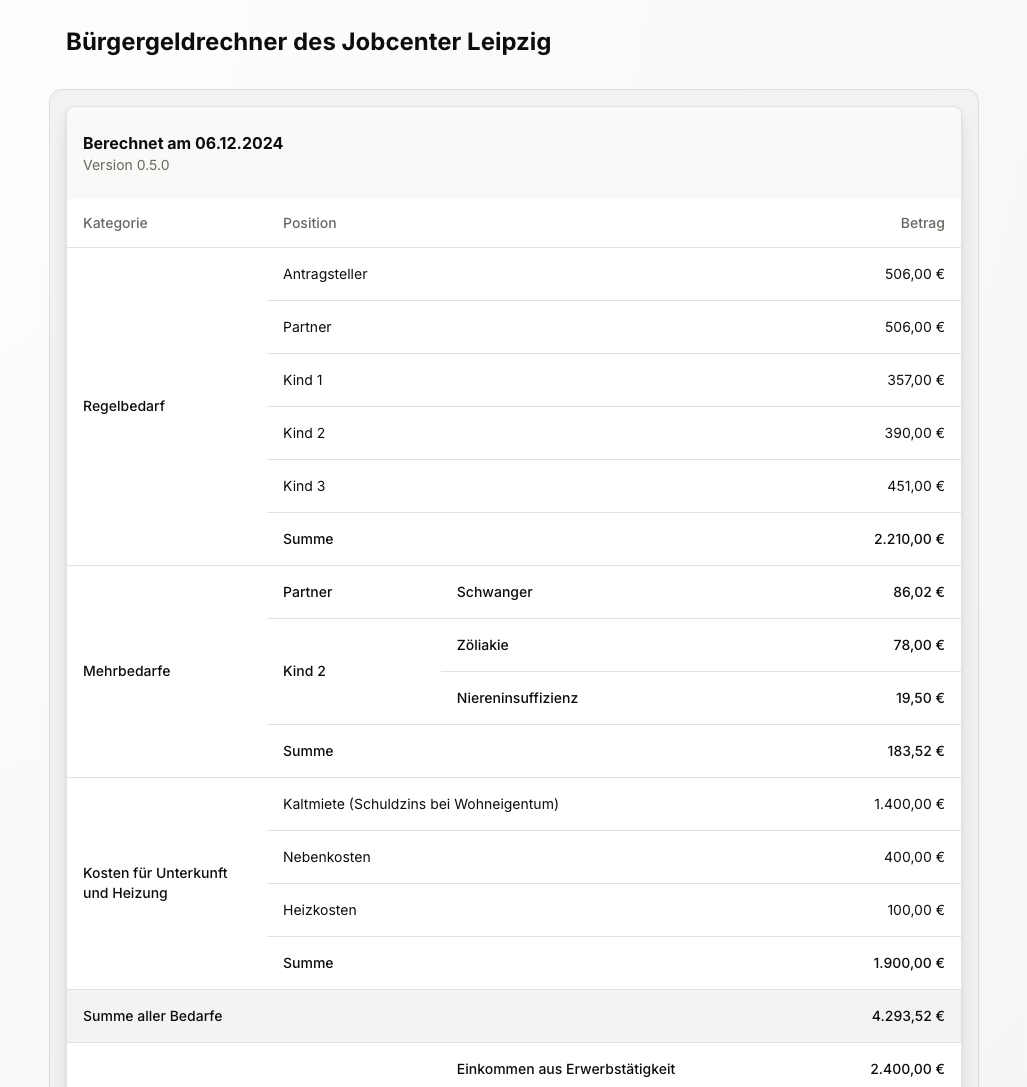 Bürgergeldrechner des Jobcenter Leipzig
Berechnet am 06.12.2024
Version 0.5.0
Kategorie Position Betrag
Antragsteller 506,00 €
Partner 506,00 €
Kind 1 357,00 €
Regelbedarf
Kind 2 390,00 €
Kind 3 451,00 €
Summe 2.210,00 €
Partner Schwanger 86,02 €
Zöliakie 78,00 €
Mehrbedarfe Kind 2
Niereninsuffizienz 19,50 €
Summe 183,52 €
Kaltmiete (Schuldzins bei Wohneigentum) 1.400,00 €
Nebenkosten 400,00 €
Kosten für Unterkunft
und Heizung
Heizkosten 100,00 €
Summe 1.900,00 €
Summe aller Bedarfe 4.293,52 €
Einkommen aus Erwerbstätigkeit 2.400,00 €